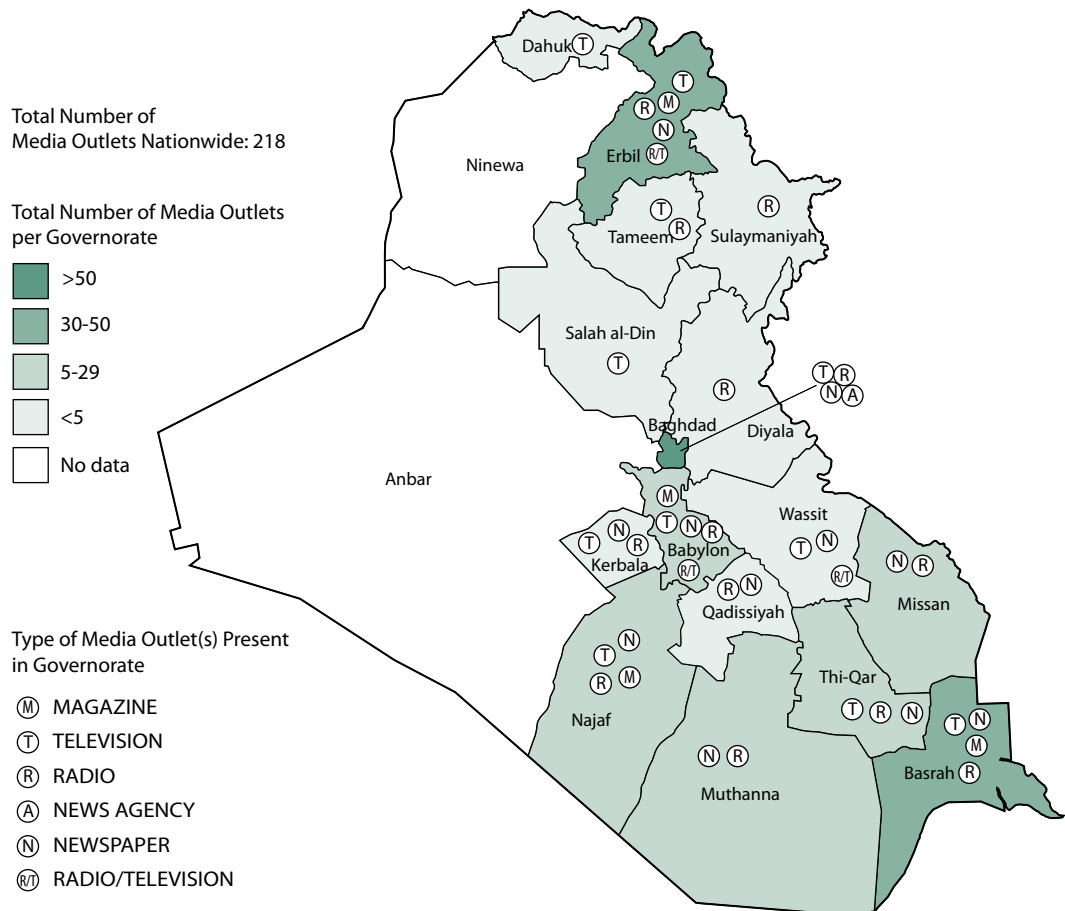 Total Number of
Media Outlets Nationwide: 218
Total Number of Media Outlets
per Governorate
>50
30-50
5-29
<5
No data
Type of Media Outlet(s) Present
in Governorate
M MAGAZINE
T TELEVISION
R RADIO
A NEWS AGENCY
N NEWSPAPER
R/T RADIO/TELEVISION
Dahuk T
T
R M
N
Erbil R/T
Ninewa
T
Tameem R
R
Sulaymaniyah
Salah al-Din
T
R
T R
N A
Baghdad
Diyala
Anbar
M
T N R
Babylon
R/T
N
T R
Kerbala
Wassit
T N
R/T
N R
Missan
R N
Qadissiyah
N
T
R M
Najaf
Thi-Qar
T R N
N R
Muthanna
T N
M
Basrah R